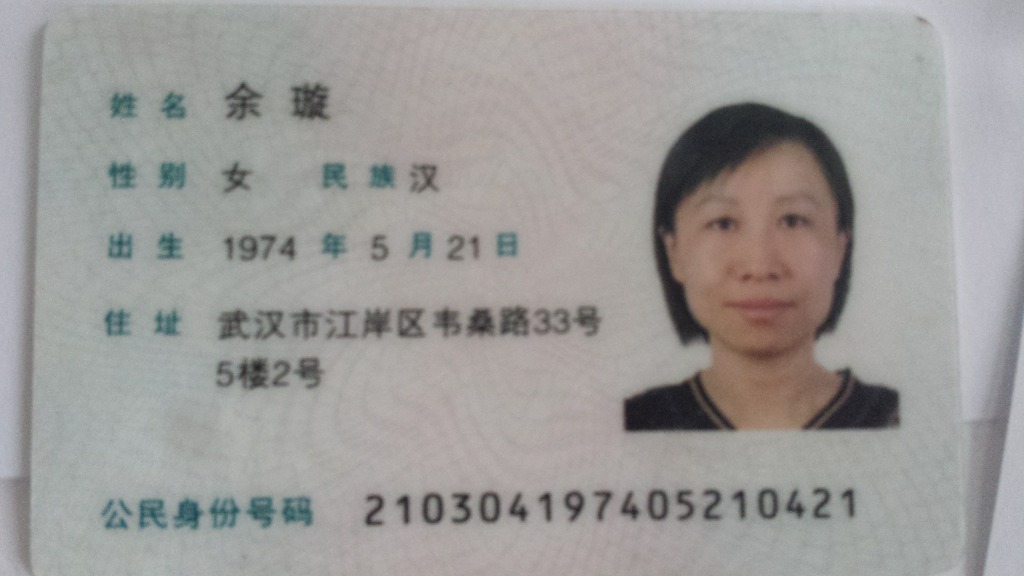 姓名 余璇
性别 女 民族 汉
出生 1974 年 5 月 21 日
住址 武汉市江岸区韦桑路33号
5楼2号
公民身份号码 210304197405210421